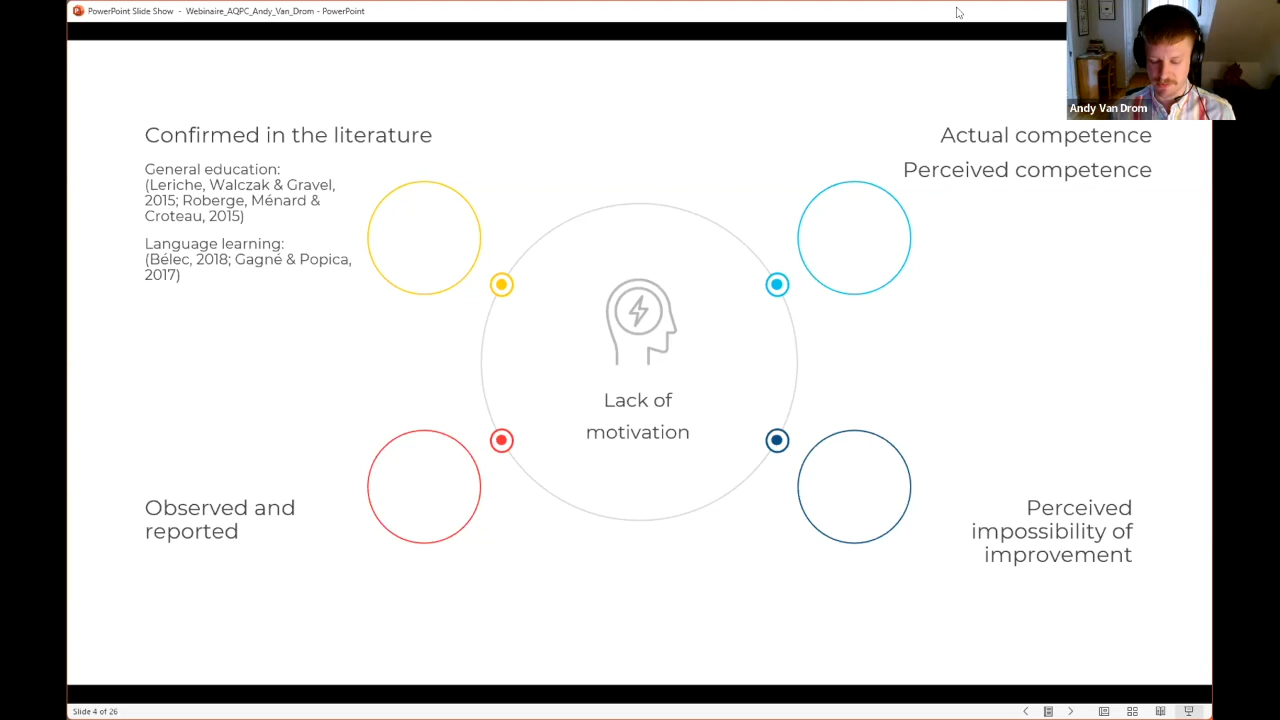 PowerPoint Slide Show - Webinaire_AQPC_Andy_Van_Drom - PowerPoint
Andy Van Drom
Confirmed in the literature
General education:
(Leriche, Walczak & Gravel,
2015; Roberge, Ménard &
Croteau, 2015)
Language learning:
(Bélec, 2018; Gagné & Popica,
2017)
Actual competence
Perceived competence
Lack of
motivation
Observed and
reported
Perceived
impossibility of
improvement
Slide 4 of 26